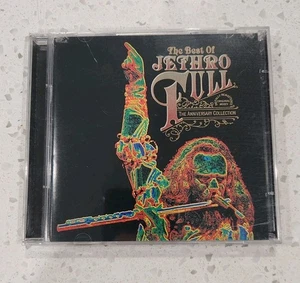 The Best Of
JETHRO
TULL
THE ANNIVERSARY COLLECTION